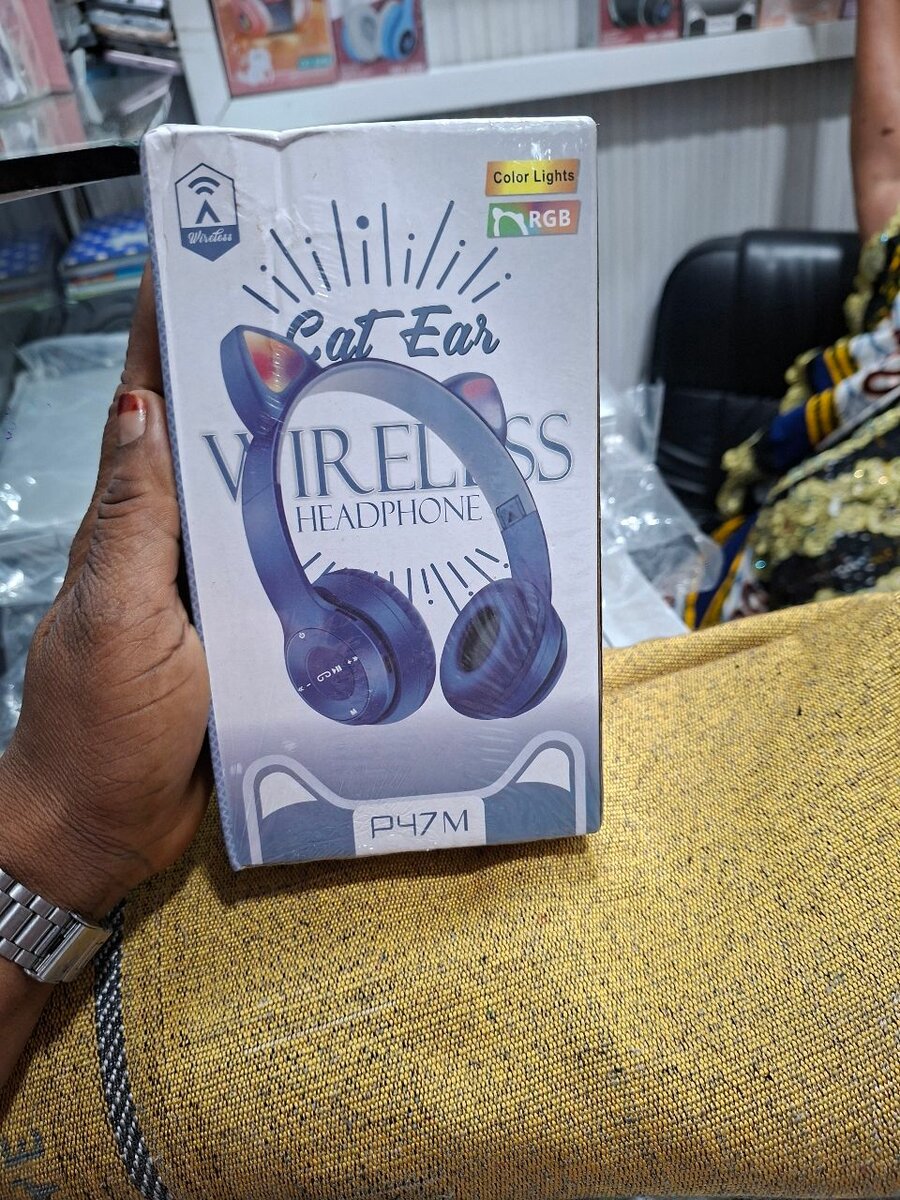 Wireless
Color Lights
RGB
Cat Ear
WIRELESS
HEADPHONE
M
P47M